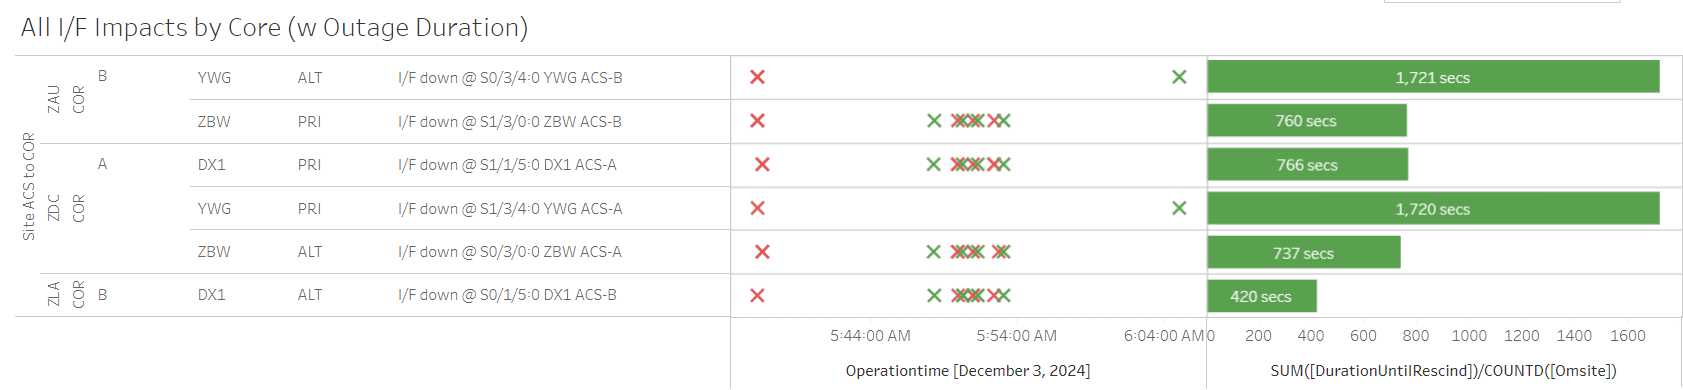 All I/F Impacts by Core (w Outage Duration)
Site ACS to COR
ZAU COR B YWG ALT I/F down @ S0/3/4:0 YWG ACS-B 1,721 secs
ZBW PRI I/F down @ S1/3/0:0 ZBW ACS-B 760 secs
ZDC COR A DX1 PRI I/F down @ S1/1/5:0 DX1 ACS-A 766 secs
YWG PRI I/F down @ S1/3/4:0 YWG ACS-A 1,720 secs
ZBW ALT I/F down @ S0/3/0:0 ZBW ACS-A 737 secs
ZLA COR B DX1 ALT I/F down @ S0/1/5:0 DX1 ACS-B 420 secs
5:44:00 AM 5:54:00 AM 6:04:00 AM 0 200 400 600 800 1000 1200 1400 1600
Operationtime [December 3, 2024] SUM([DurationUntilRescind])/COUNTD([Omsite])